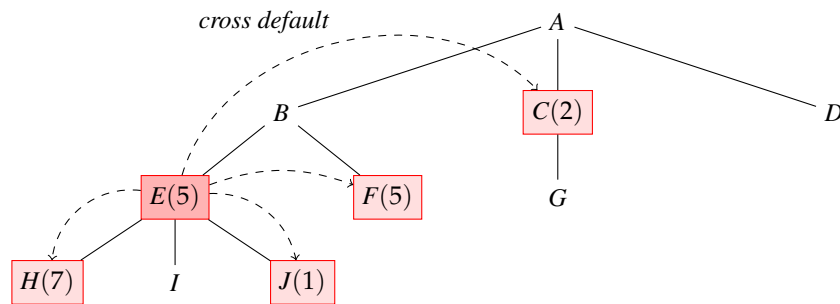 cross default
A
B
C(2)
D
E(5)
F(5)
G
H(7)
I
J(1)